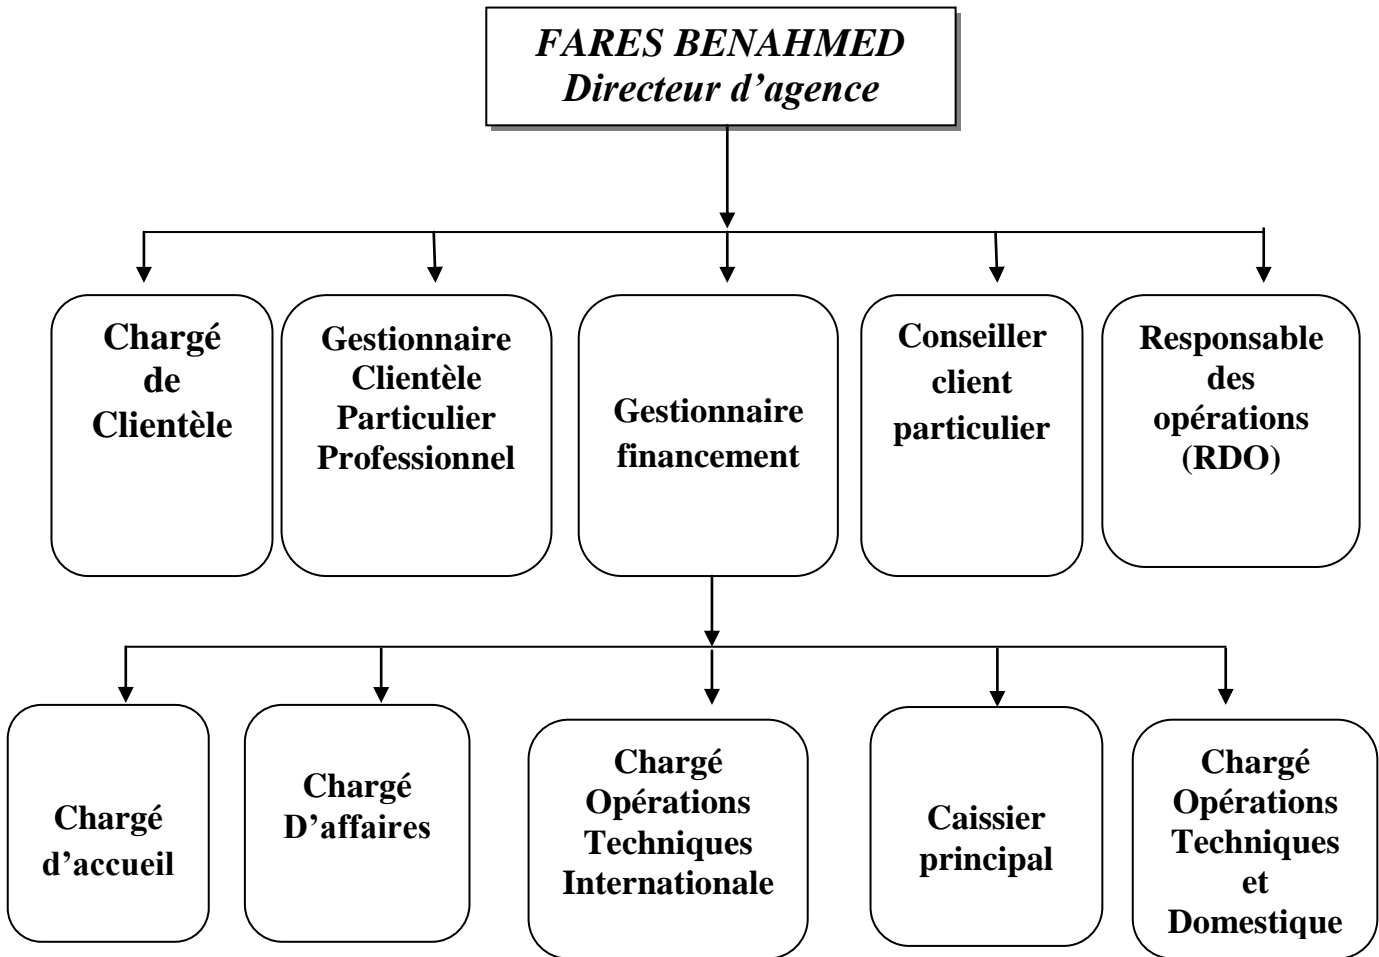 FARES BENAHMED
Directeur d’agence
Chargé
de
Clientèle
Gestionnaire
Clientèle
Particulier
Professionnel
Gestionnaire
financement
Conseiller
client
particulier
Responsable
des
opérations
(RDO)
Chargé
d’accueil
Chargé
D’affaires
Chargé
Opérations
Techniques
Internationale
Caissier
principal
Chargé
Opérations
Techniques
et
Domestique